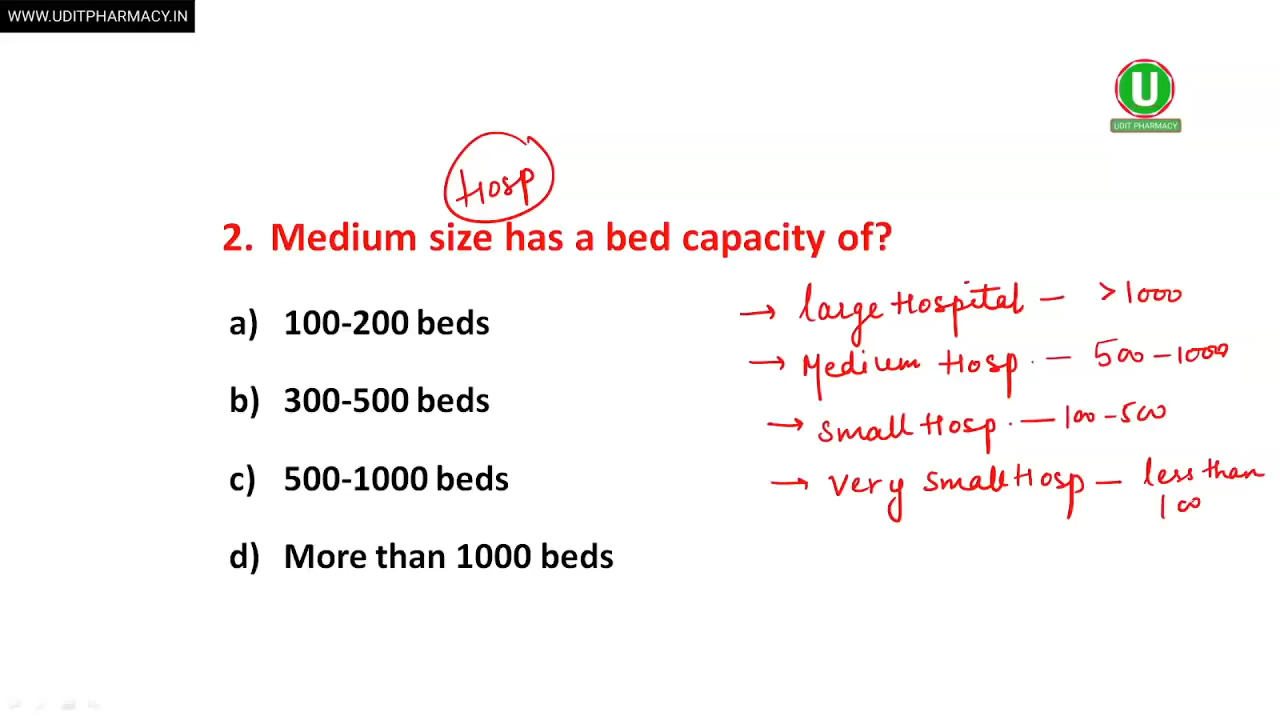 WWW.UDITPHARMACY.IN
U
UDIT PHARMACY
Hosp
2. Medium size has a bed capacity of?
a) 100-200 beds
b) 300-500 beds
c) 500-1000 beds
d) More than 1000 beds
→ large Hospital — >1000
→ Medium Hosp. — 500-1000
→ Small Hosp. — 100-500
→ Very Small Hosp — less than
100